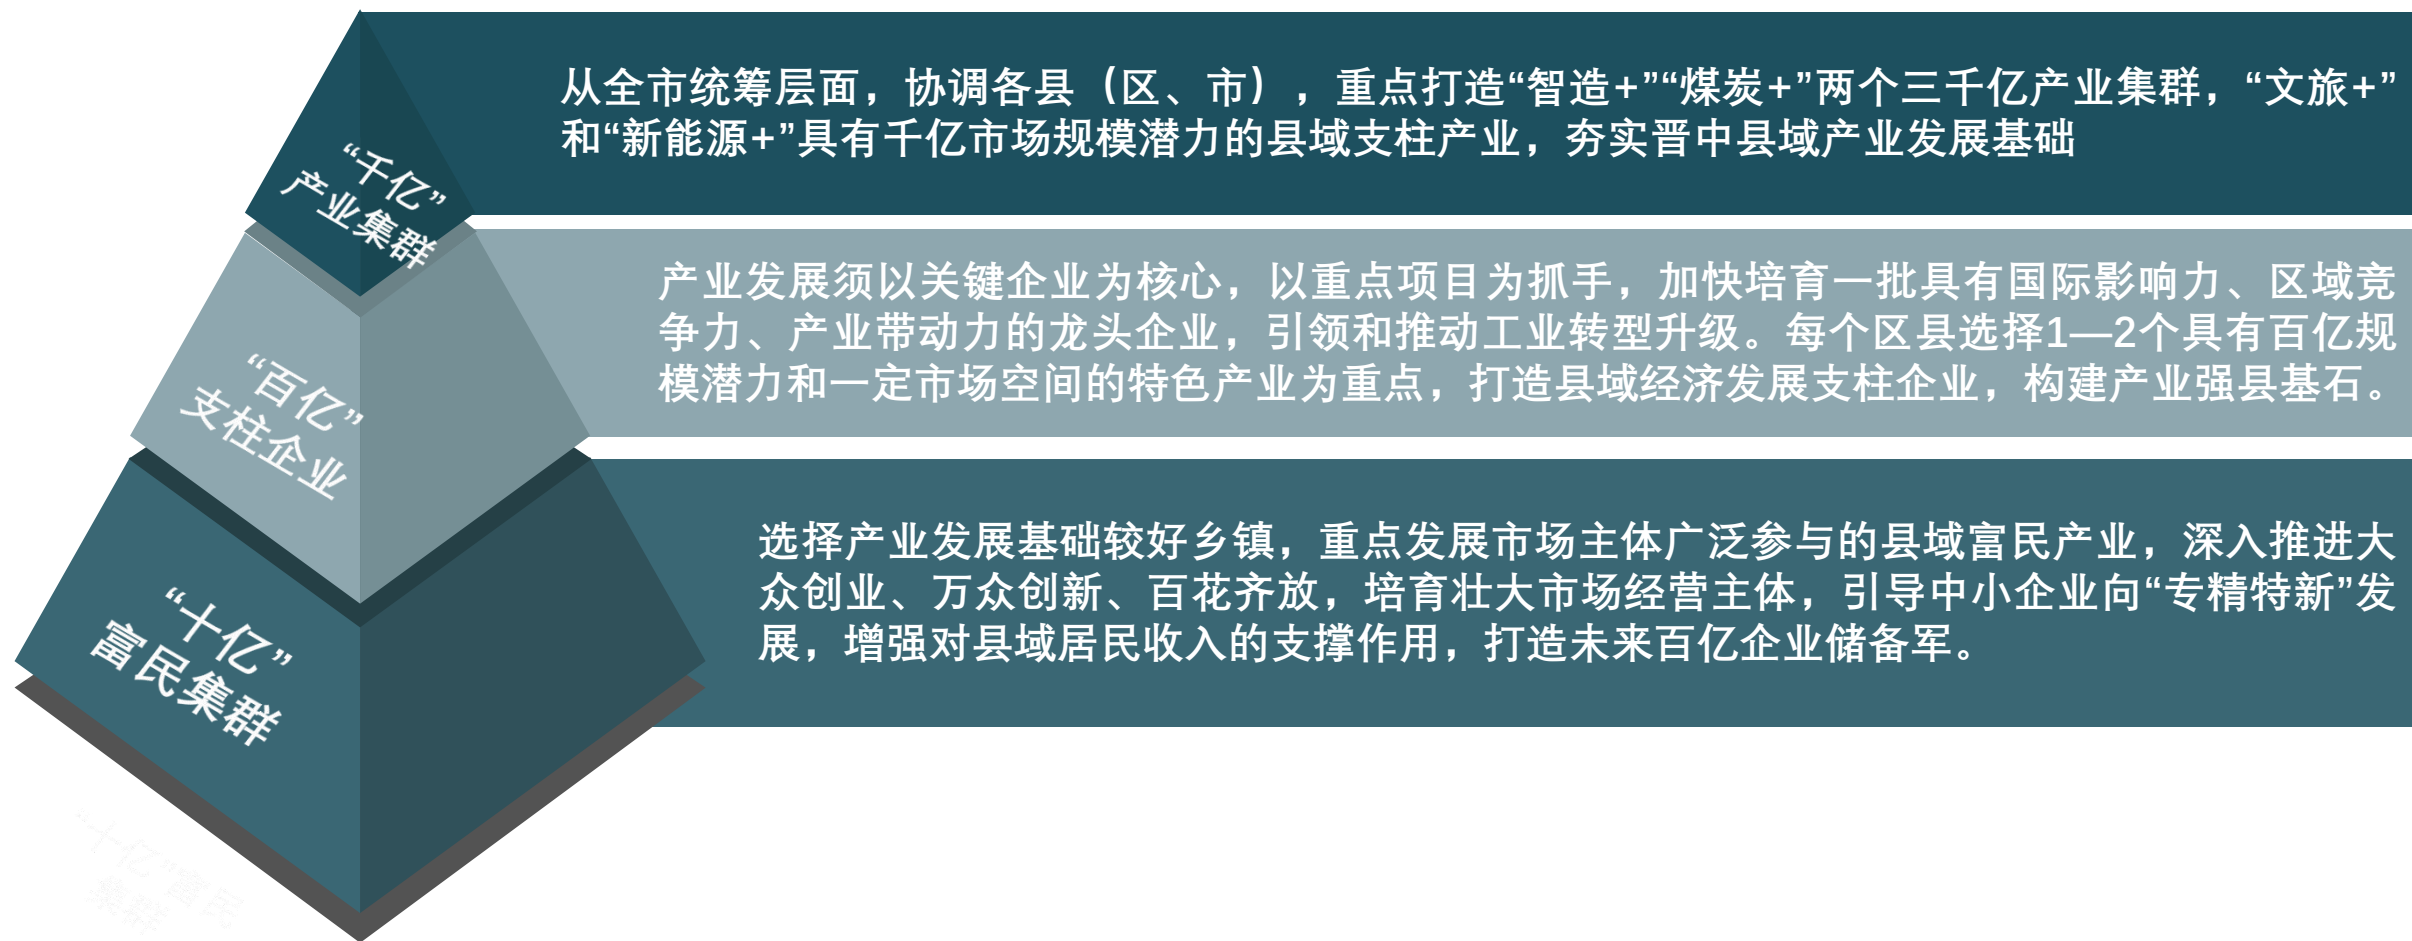 从全市统筹层面，协调各县（区、市），重点打造“智造+”“煤炭+”两个三千亿产业集群，“文旅+”
和“新能源+”具有千亿市场规模潜力的县域支柱产业，夯实晋中县域产业发展基础
“千亿”
产业集群
产业发展须以关键企业为核心，以重点项目为抓手，加快培育一批具有国际影响力、区域竞
争力、产业带动力的龙头企业，引领和推动工业转型升级。每个区县选择1—2个具有百亿规
模潜力和一定市场空间的特色产业为重点，打造县域经济发展支柱企业，构建产业强县基石。
“百亿”
支柱企业
选择产业发展基础较好乡镇，重点发展市场主体广泛参与的县域富民产业，深入推进大
众创业、万众创新、百花齐放，培育壮大市场经营主体，引导中小企业向“专精特新”发
展，增强对县域居民收入的支撑作用，打造未来百亿企业储备军。
“十亿”
富民集群
“十亿”富民
集群